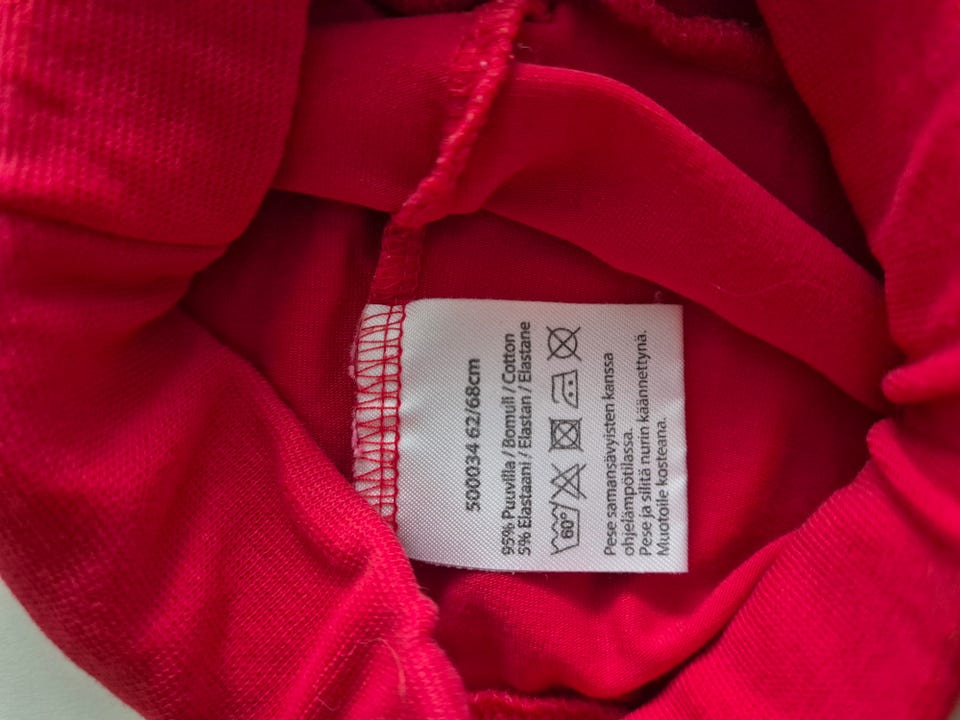 500034 62/68cm
95% Puuvilla / Bomull / Cotton
5% Elastaani / Elastan / Elastane
60°
Pese samansävyisten kanssa
ohjelämpötilassa.
Pese ja silitä nurin käännettynä.
Muotoile kosteana.